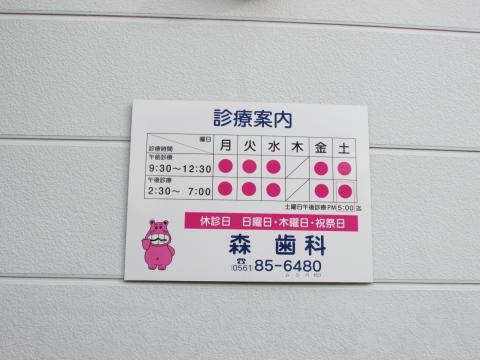 診療案内
曜日 診療時間 月 火 水 木 金 土
午前診療
9:30〜12:30 ● ● ● ／ ● ●
午後診療
2:30〜 7:00 ● ● ● ／ ● ●
土曜日午後診療PM5:00迄
休診日 日曜日・木曜日・祝祭日
森 歯科
☎(0561)85-6480